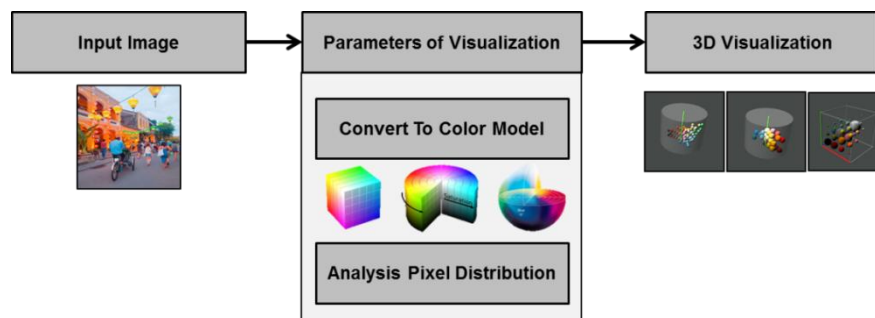 Input Image
Parameters of Visualization
3D Visualization
Convert To Color Model
Analysis Pixel Distribution